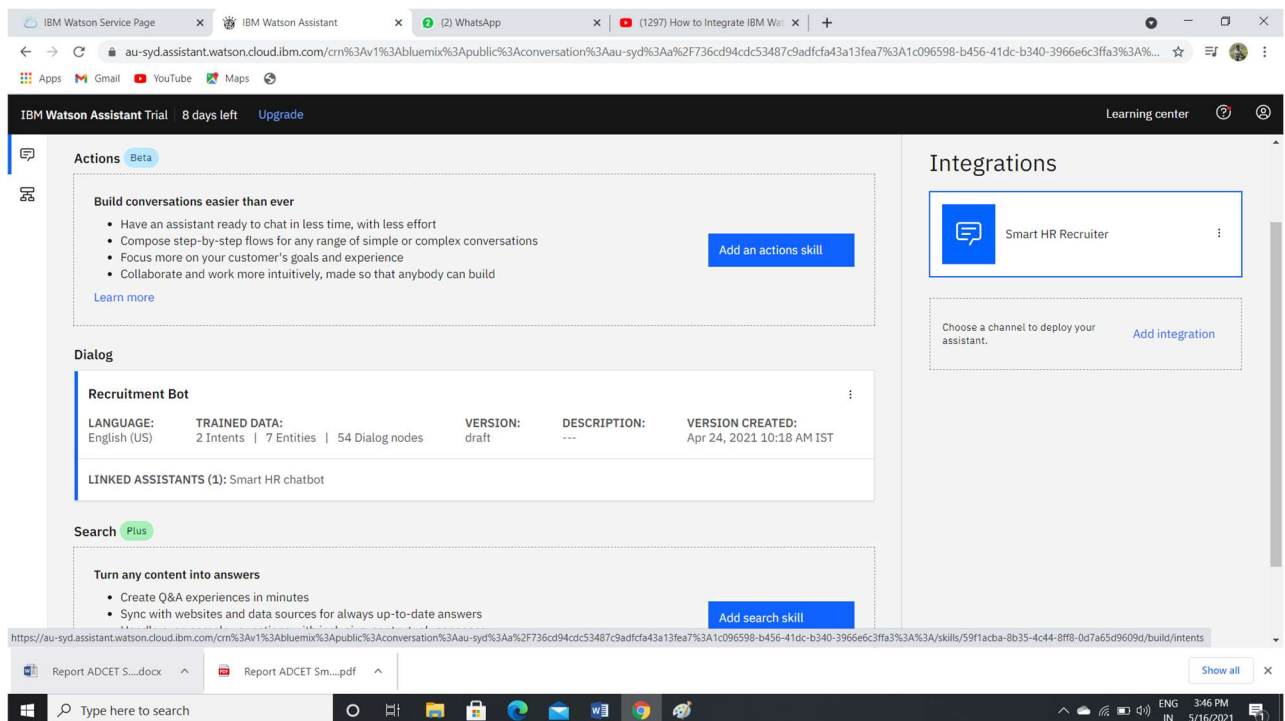 IBM Watson Service Page
IBM Watson Assistant
(2) WhatsApp
(1297) How to Integrate IBM Wat
au-syd.assistant.watson.cloud.ibm.com/crn%3Av1%3Abluemix%3Apublic%3Aconversation%3Aau-syd%3Aa%2F736cd94cdc53487c9adfcfa43a13fea7%3A1c096598-b456-41dc-b340-3966e6c3ffa3%3A%...
Apps Gmail YouTube Maps
IBM Watson Assistant Trial 8 days left Upgrade Learning center
Actions Beta
Build conversations easier than ever
• Have an assistant ready to chat in less time, with less effort
• Compose step-by-step flows for any range of simple or complex conversations
• Focus more on your customer's goals and experience
• Collaborate and work more intuitively, made so that anybody can build
Learn more
Add an actions skill
Dialog
Recruitment Bot
LANGUAGE: TRAINED DATA: VERSION: DESCRIPTION: VERSION CREATED:
English (US) 2 Intents | 7 Entities | 54 Dialog nodes draft --- Apr 24, 2021 10:18 AM IST
LINKED ASSISTANTS (1): Smart HR chatbot
Search Plus
Turn any content into answers
• Create Q&A experiences in minutes
• Sync with websites and data sources for always up-to-date answers
Add search skill
Integrations
Smart HR Recruiter
Choose a channel to deploy your
assistant.
Add integration
https://au-syd.assistant.watson.cloud.ibm.com/crn%3Av1%3Abluemix%3Apublic%3Aconversation%3Aau-syd%3Aa%2F736cd94cdc53487c9adfcfa43a13fea7%3A1c096598-b456-41dc-b340-3966e6c3ffa3%3A%3A/skills/59f1acba-8b35-4c44-8ff8-0d7a65d9609d/build/intents
Report ADCET S....docx
Report ADCET Sm....pdf
Show all
Type here to search
ENG 3:46 PM
IN 5/16/2021